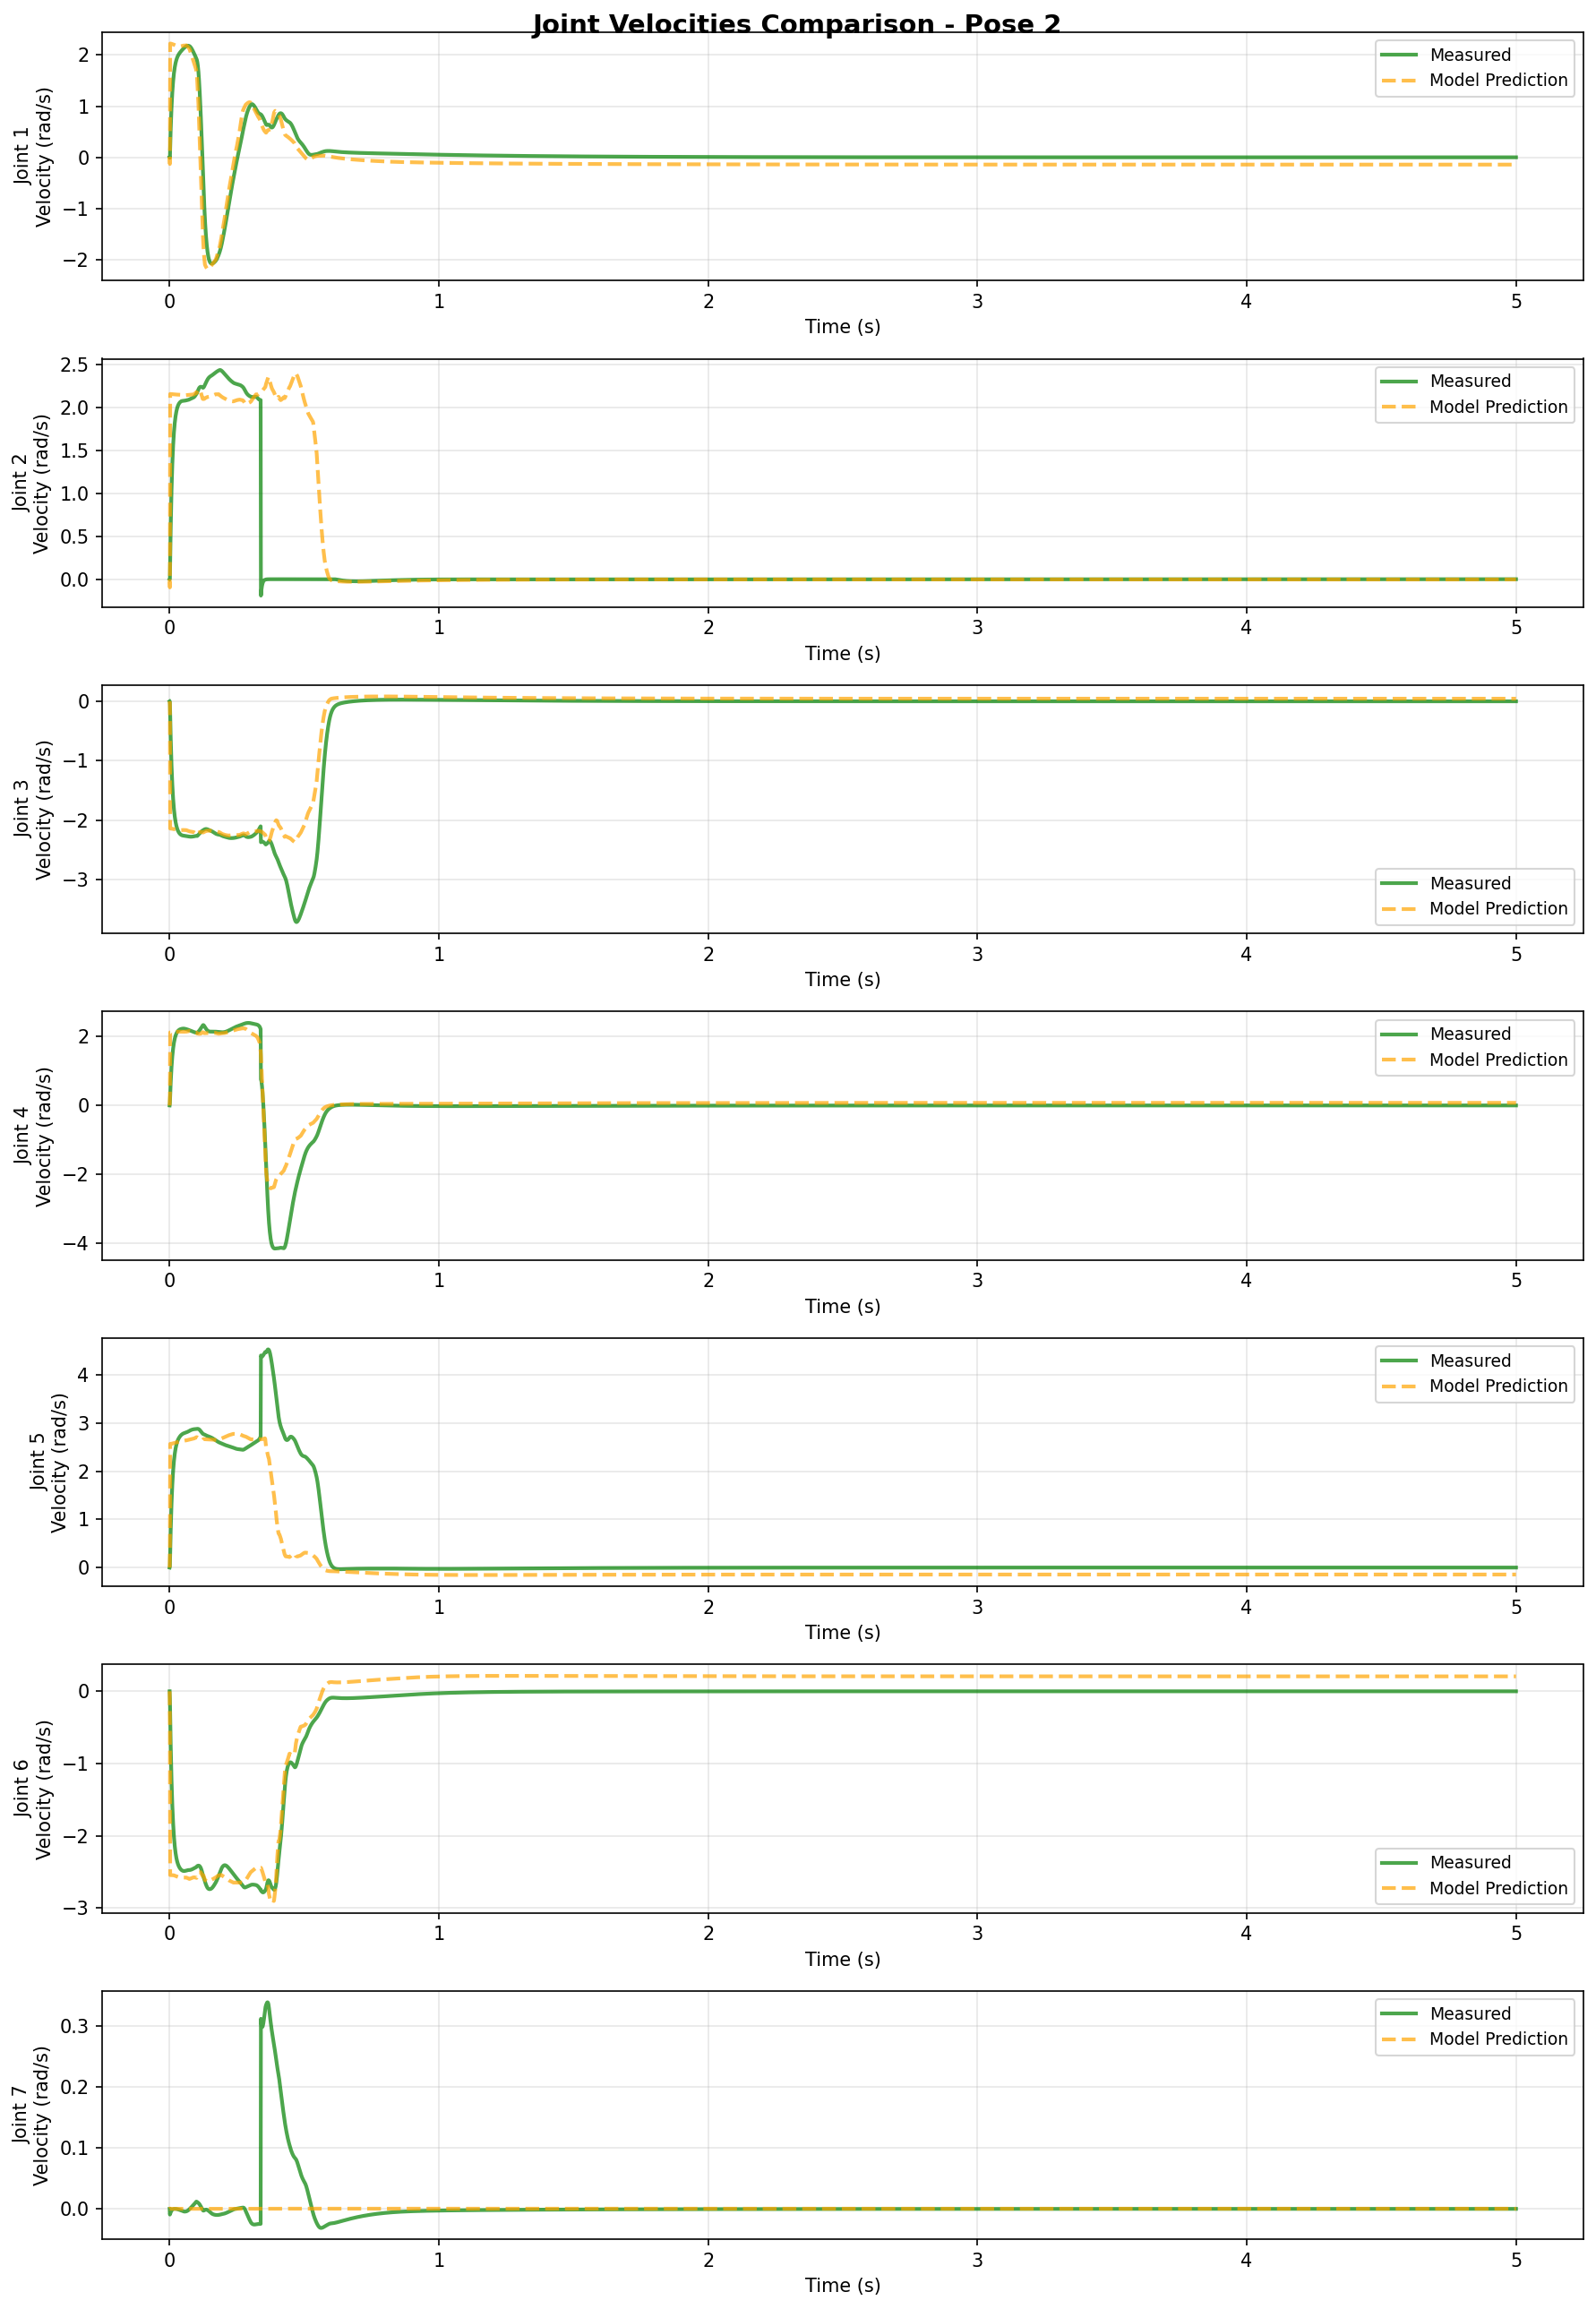 Joint Velocities Comparison - Pose 2
Joint 1
Velocity (rad/s)
2
1
0
−1
−2
Measured
Model Prediction
0 1 2 3 4 5
Time (s)
Joint 2
Velocity (rad/s)
2.5
2.0
1.5
1.0
0.5
0.0
Measured
Model Prediction
0 1 2 3 4 5
Time (s)
Joint 3
Velocity (rad/s)
0
−1
−2
−3
Measured
Model Prediction
0 1 2 3 4 5
Time (s)
Joint 4
Velocity (rad/s)
2
0
−2
−4
Measured
Model Prediction
0 1 2 3 4 5
Time (s)
Joint 5
Velocity (rad/s)
4
3
2
1
0
Measured
Model Prediction
0 1 2 3 4 5
Time (s)
Joint 6
Velocity (rad/s)
0
−1
−2
−3
Measured
Model Prediction
0 1 2 3 4 5
Time (s)
Joint 7
Velocity (rad/s)
0.3
0.2
0.1
0.0
Measured
Model Prediction
0 1 2 3 4 5
Time (s)